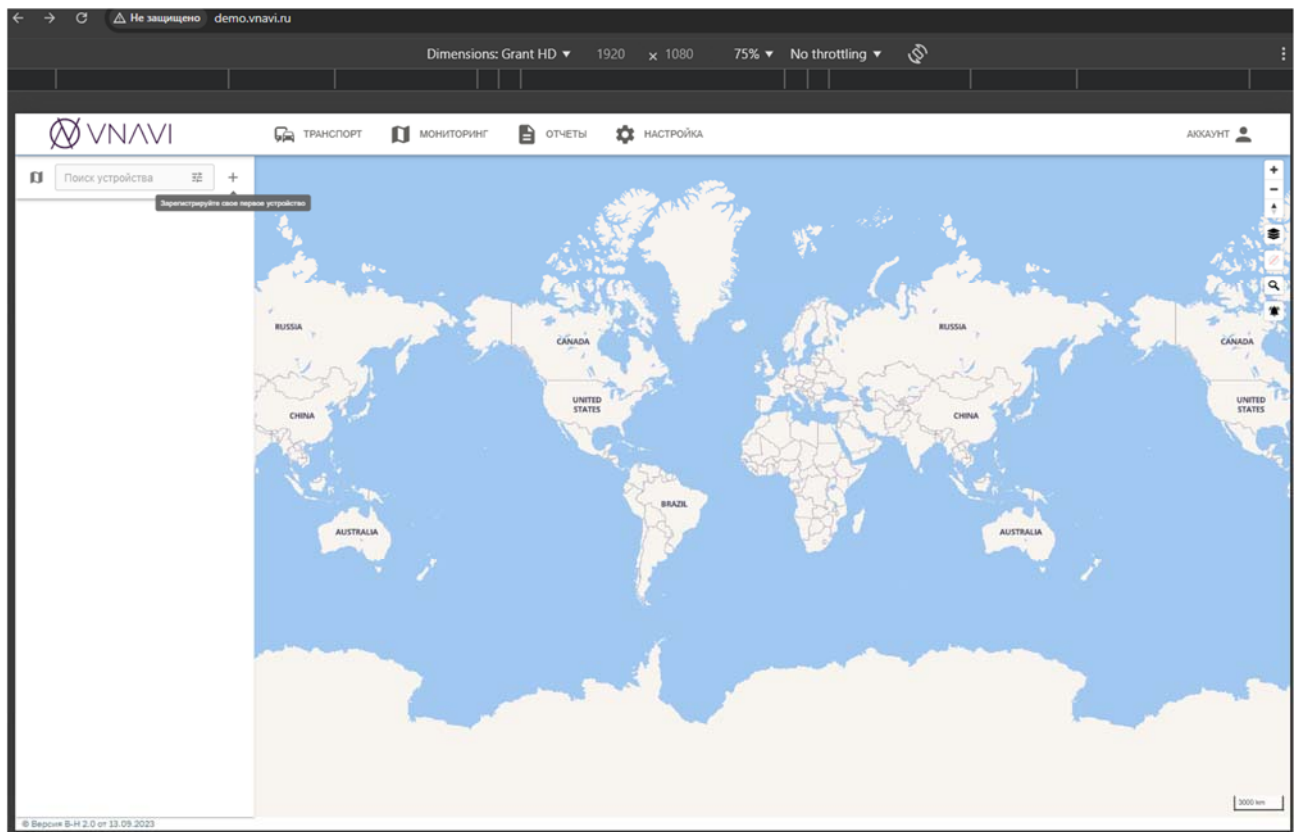 Не защищено demo.vnavi.ru
Dimensions: Grant HD ▼ 1920 x 1080 75% ▼ No throttling ▼
VNAVI ТРАНСПОРТ МОНИТОРИНГ ОТЧЕТЫ НАСТРОЙКА АККАУНТ
Поиск устройства +
Зарегистрируйте свое первое устройство
RUSSIA RUSSIA
CANADA CANADA
UNITED STATES UNITED STATES
CHINA CHINA
BRAZIL
AUSTRALIA AUSTRALIA
3000 km
© Версия В-Н 2.0 от 13.09.2023